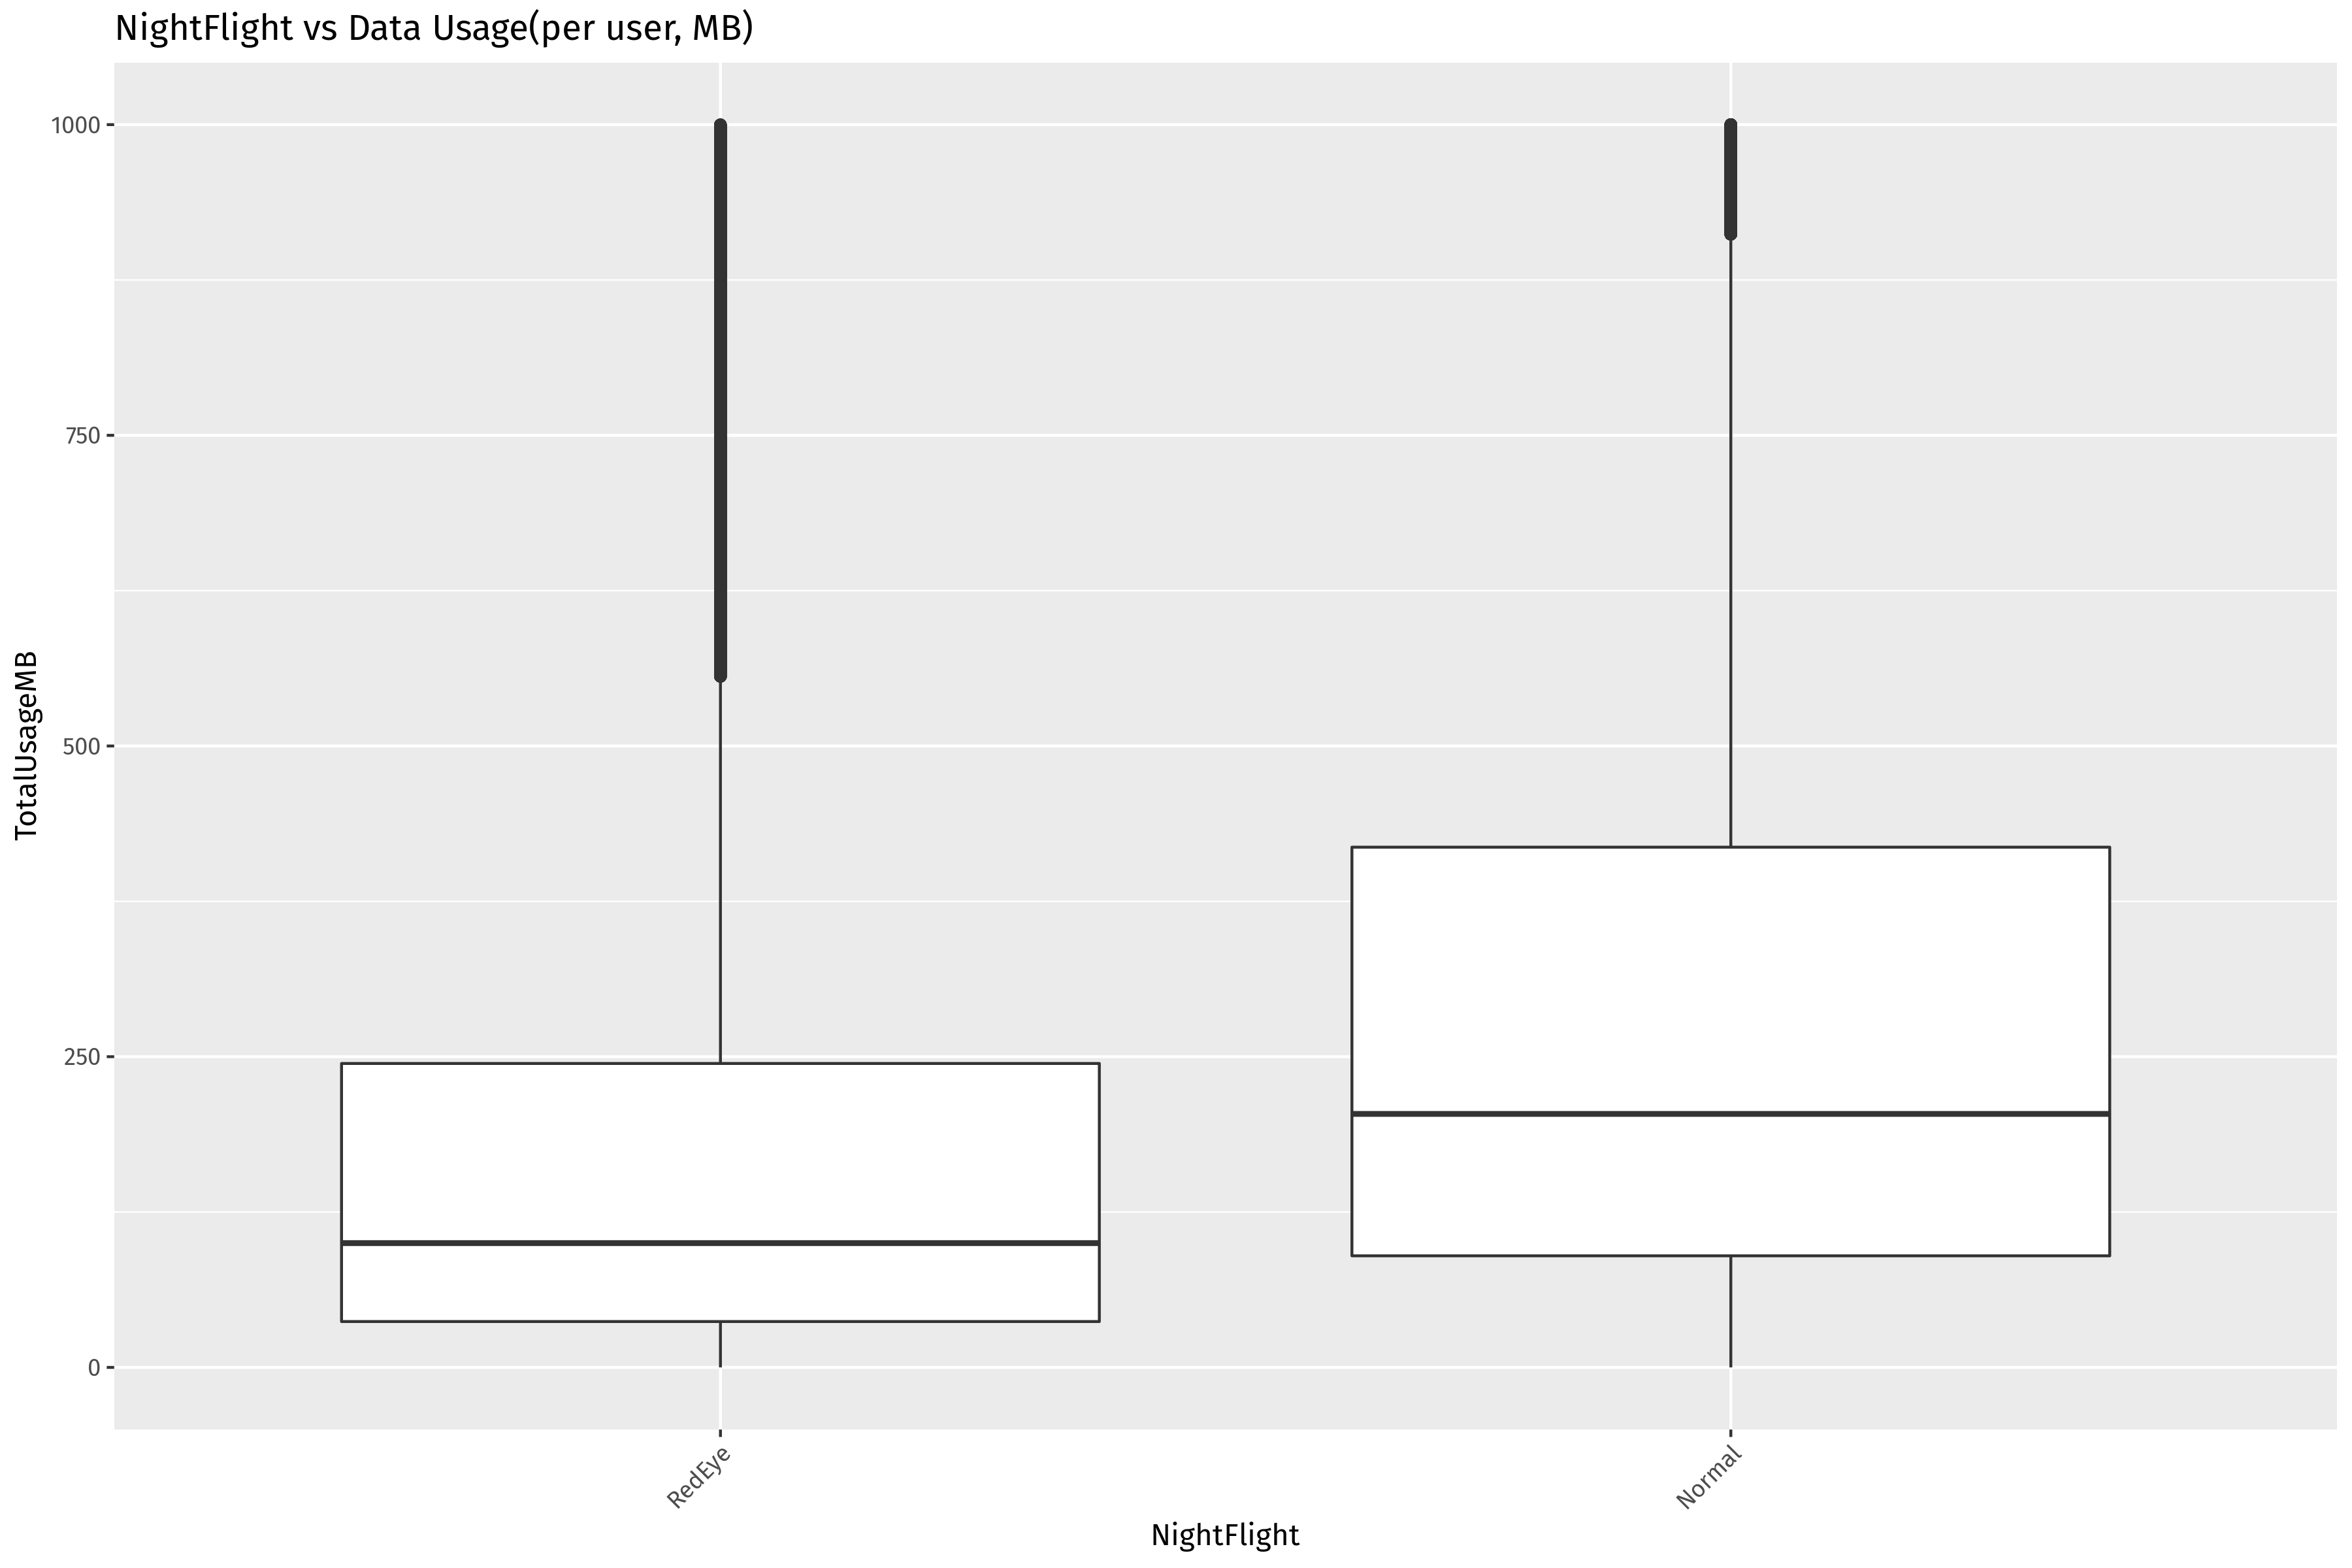 NightFlight vs Data Usage(per user, MB)
1000
750
500
250
0
TotalUsageMB
RedEye
Normal
NightFlight